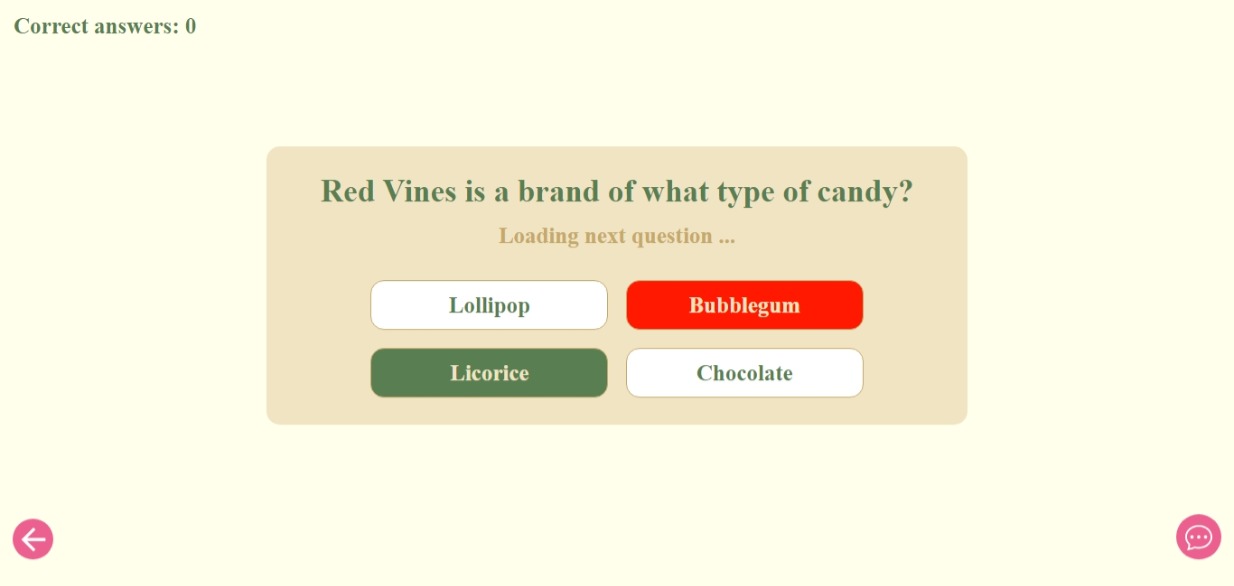 Correct answers: 0
Red Vines is a brand of what type of candy?
Loading next question ...
Lollipop
Bubblegum
Licorice
Chocolate